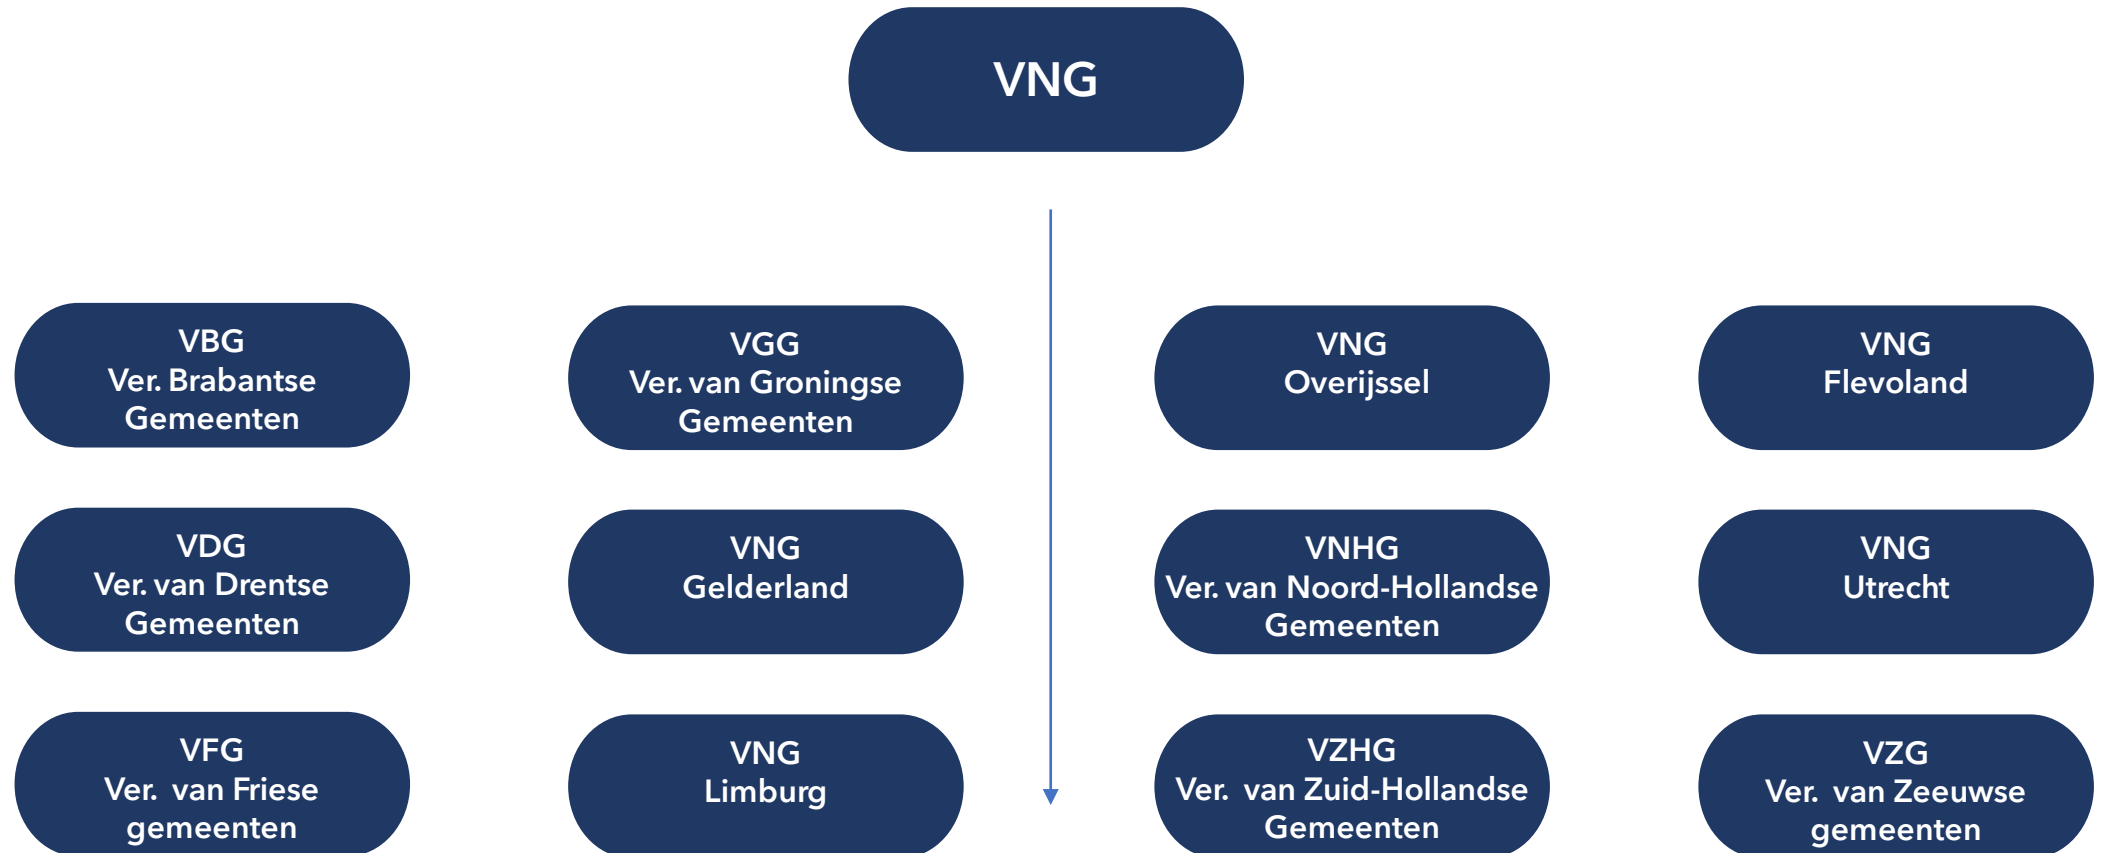 VNG
VBG
Ver. Brabantse
Gemeenten
VGG
Ver. van Groningse
Gemeenten
VNG
Overijssel
VNG
Flevoland
VDG
Ver. van Drentse
Gemeenten
VNG
Gelderland
VNHG
Ver. van Noord-Hollandse
Gemeenten
VNG
Utrecht
VFG
Ver. van Friese
gemeenten
VNG
Limburg
VZHG
Ver. van Zuid-Hollandse
Gemeenten
VZG
Ver. van Zeeuwse
gemeenten